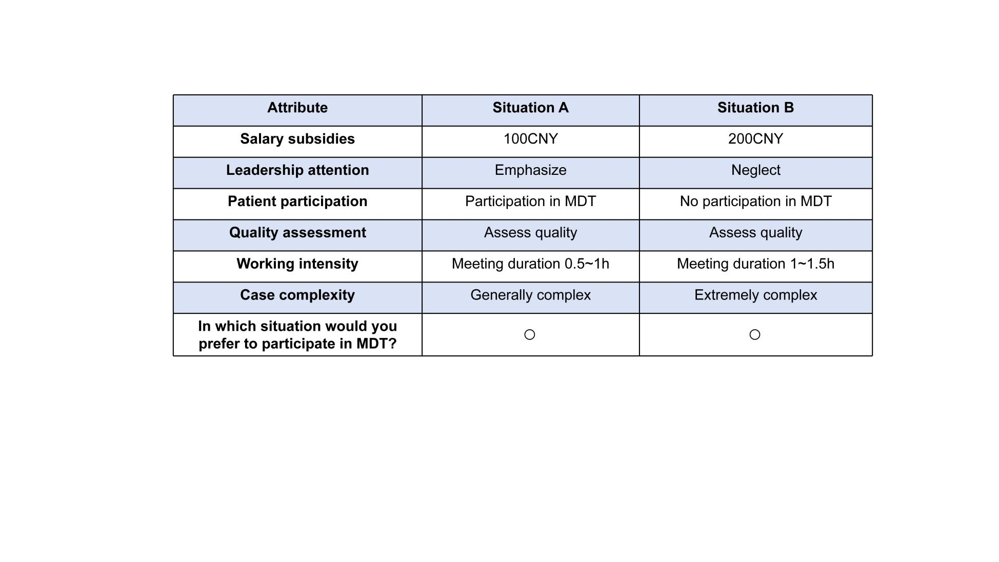 Attribute Situation A Situation B
Salary subsidies 100CNY 200CNY
Leadership attention Emphasize Neglect
Patient participation Participation in MDT No participation in MDT
Quality assessment Assess quality Assess quality
Working intensity Meeting duration 0.5~1h Meeting duration 1~1.5h
Case complexity Generally complex Extremely complex
In which situation would you
prefer to participate in MDT? ○ ○